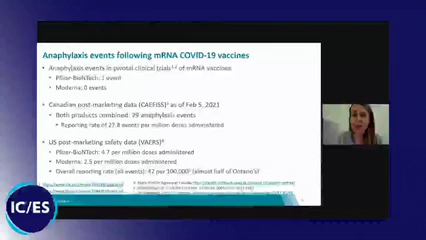 Anaphylaxis events following mRNA COVID-19 vaccines
• Anaphylaxis events in pivotal clinical trials of mRNA vaccines
• Pfizer-BioNTech: 1 event
• Moderna: 0 events
• Canadian post-marketing data (CAEFISS) as of Feb 5, 2021
• Both products combined: anaphylaxis events
• Reporting rate of per million doses administered
• US post-marketing safety data (VAERS)
• Pfizer-BioNTech: 4.7 per million doses administered
• Moderna: 2.5 per million doses administered
• Overall reporting rate (all events): 42 per 100,000 (almost half of Ontario's)
IC/ES